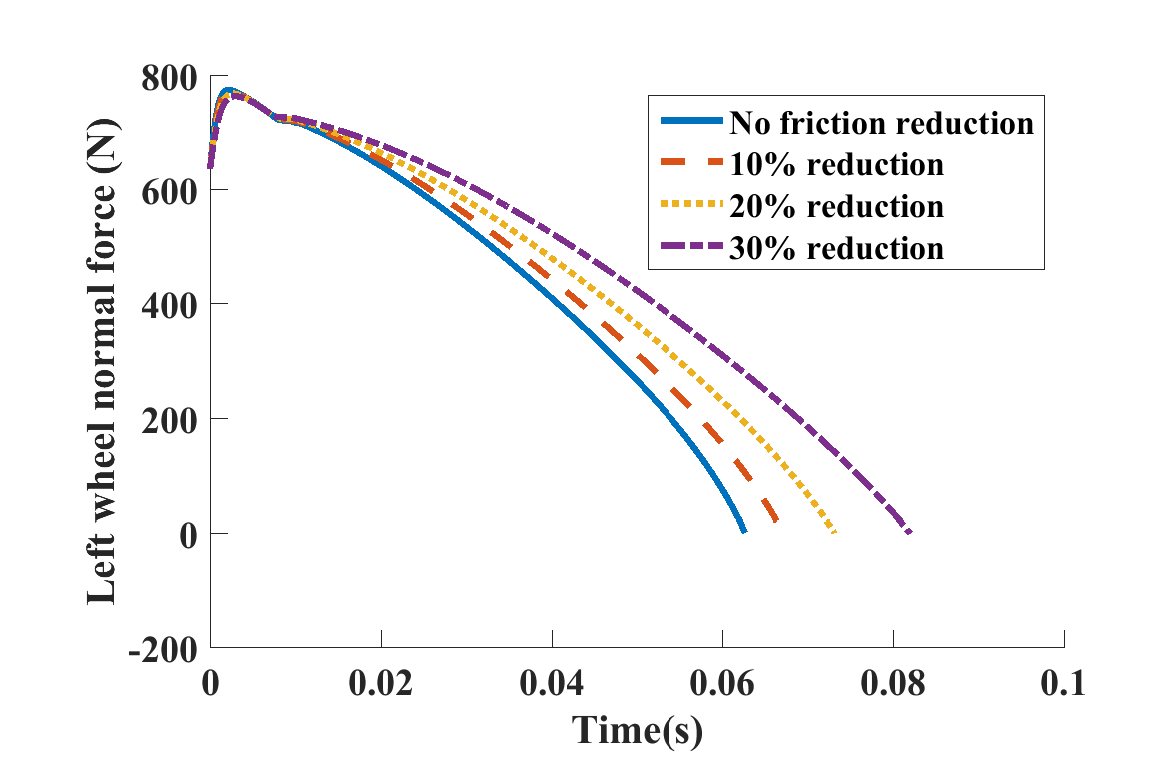 800
600
400
200
0
-200
Left wheel normal force (N)
No friction reduction
10% reduction
20% reduction
30% reduction
0 0.02 0.04 0.06 0.08 0.1
Time(s)